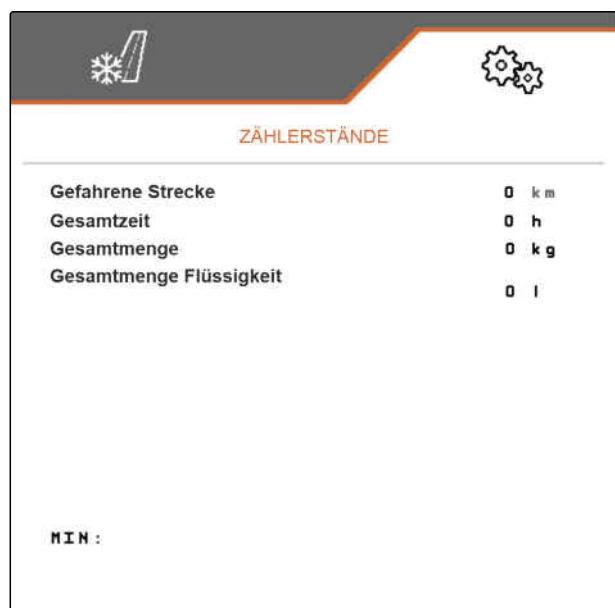 ZÄHLERSTÄNDE
Gefahrene Strecke 0 km
Gesamtzeit 0 h
Gesamtmenge 0 kg
Gesamtmenge Flüssigkeit 0 l
MIN: